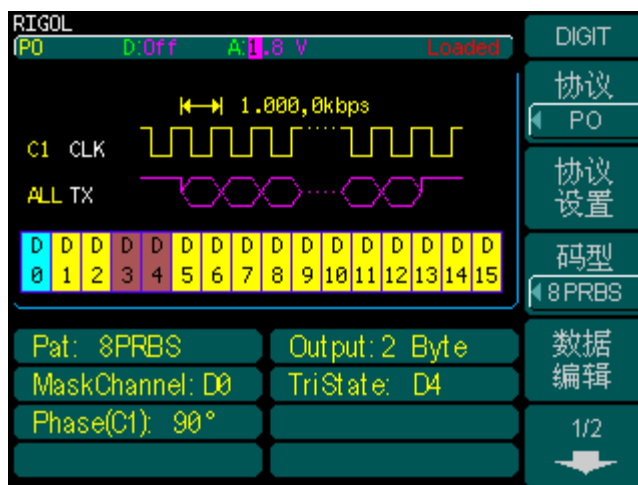 RIGOL
PO D:Off A:1.8 V Loaded
1.000,0kbps
C1 CLK
ALL TX
D D D D D D D D D D D D D D D D
0 1 2 3 4 5 6 7 8 9 10 11 12 13 14 15
Pat: 8PRBS Output: 2 Byte
MaskChannel: D0 TriState: D4
Phase(C1): 90°
DIGIT
协议
PO
协议
设置
码型
8PRBS
数据
编辑
1/2